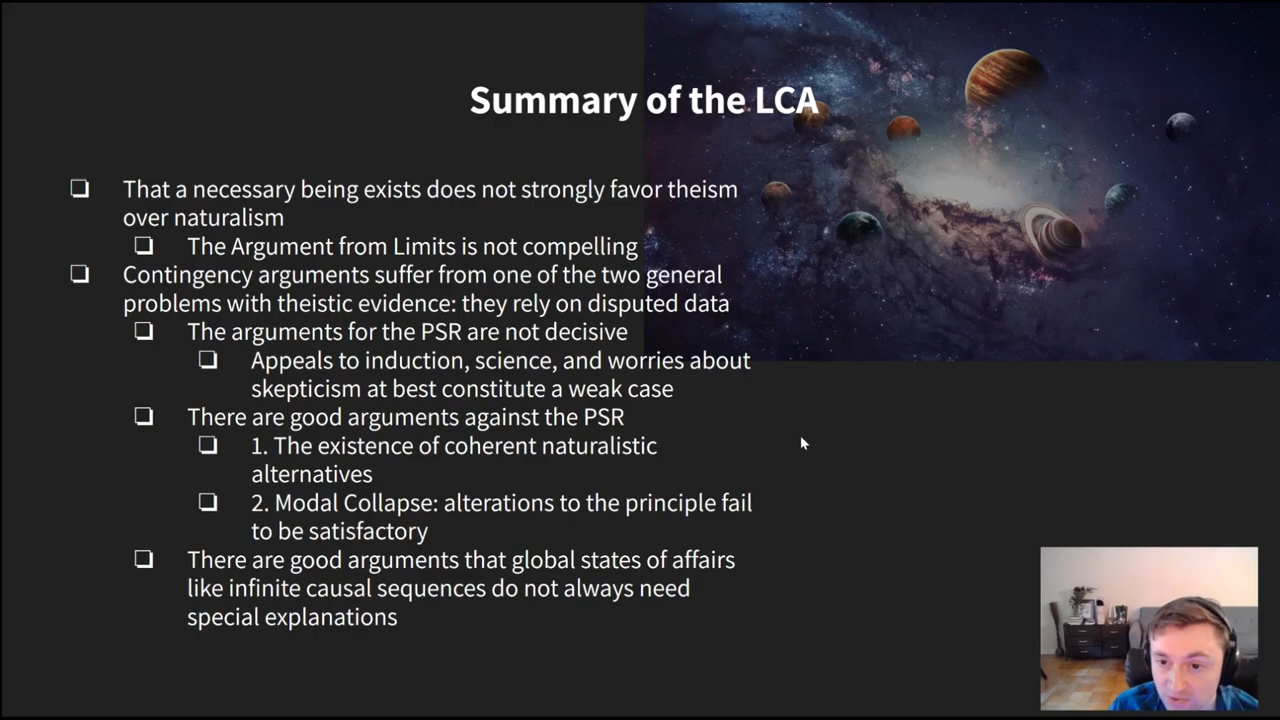 Summary of the LCA
That a necessary being exists does not strongly favor theism
over naturalism
The Argument from Limits is not compelling
Contingency arguments suffer from one of the two general
problems with theistic evidence: they rely on disputed data
The arguments for the PSR are not decisive
Appeals to induction, science, and worries about
skepticism at best constitute a weak case
There are good arguments against the PSR
1. The existence of coherent naturalistic
alternatives
2. Modal Collapse: alterations to the principle fail
to be satisfactory
There are good arguments that global states of affairs
like infinite causal sequences do not always need
special explanations